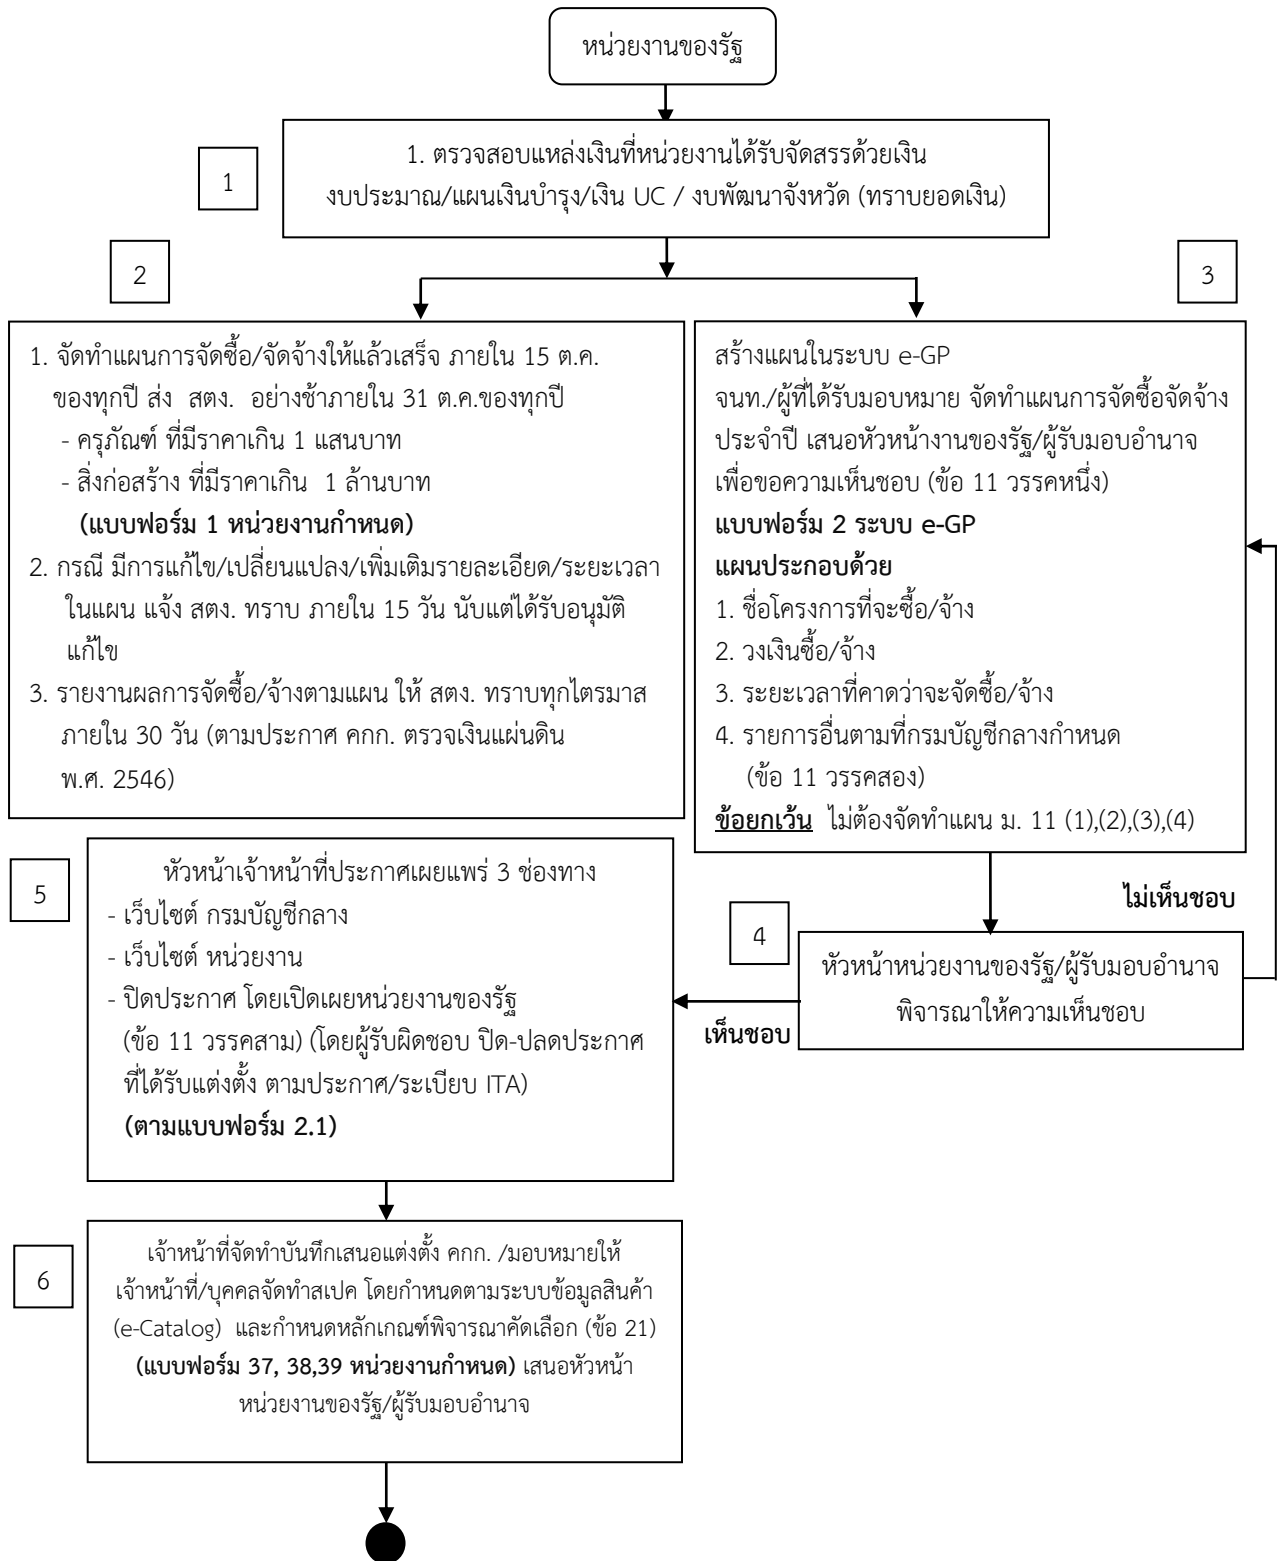 หน่วยงานของรัฐ
1
1. ตรวจสอบแหล่งเงินที่หน่วยงานได้รับจัดสรรด้วยเงิน
งบประมาณ/แผนเงินบำรุง/เงิน UC / งบพัฒนาจังหวัด (ทราบยอดเงิน)
2
1. จัดทำแผนการจัดซื้อ/จัดจ้างให้แล้วเสร็จ ภายใน 15 ต.ค.
ของทุกปี ส่ง สตง. อย่างช้าภายใน 31 ต.ค.ของทุกปี
- ครุภัณฑ์ ที่มีราคาเกิน 1 แสนบาท
- สิ่งก่อสร้าง ที่มีราคาเกิน 1 ล้านบาท
(แบบฟอร์ม 1 หน่วยงานกำหนด)
2. กรณี มีการแก้ไข/เปลี่ยนแปลง/เพิ่มเติมรายละเอียด/ระยะเวลา
ในแผน แจ้ง สตง. ทราบ ภายใน 15 วัน นับแต่ได้รับอนุมัติ
แก้ไข
3. รายงานผลการจัดซื้อ/จ้างตามแผน ให้ สตง. ทราบทุกไตรมาส
ภายใน 30 วัน (ตามประกาศ คกก. ตรวจเงินแผ่นดิน
พ.ศ. 2546)
3
สร้างแผนในระบบ e-GP
จนท./ผู้ที่ได้รับมอบหมาย จัดทำแผนการจัดซื้อจัดจ้าง
ประจำปี เสนอหัวหน้างานของรัฐ/ผู้รับมอบอำนาจ
เพื่อขอความเห็นชอบ (ข้อ 11 วรรคหนึ่ง)
แบบฟอร์ม 2 ระบบ e-GP
แผนประกอบด้วย
1. ชื่อโครงการที่จะซื้อ/จ้าง
2. วงเงินซื้อ/จ้าง
3. ระยะเวลาที่คาดว่าจะจัดซื้อ/จ้าง
4. รายการอื่นตามที่กรมบัญชีกลางกำหนด
(ข้อ 11 วรรคสอง)
ข้อยกเว้น ไม่ต้องจัดทำแผน ม. 11 (1),(2),(3),(4)
ไม่เห็นชอบ
4
หัวหน้าหน่วยงานของรัฐ/ผู้รับมอบอำนาจ
พิจารณาให้ความเห็นชอบ
เห็นชอบ
5
หัวหน้าเจ้าหน้าที่ประกาศเผยแพร่ 3 ช่องทาง
- เว็บไซต์ กรมบัญชีกลาง
- เว็บไซต์ หน่วยงาน
- ปิดประกาศ โดยเปิดเผยหน่วยงานของรัฐ
(ข้อ 11 วรรคสาม) (โดยผู้รับผิดชอบ ปิด-ปลดประกาศ
ที่ได้รับแต่งตั้ง ตามประกาศ/ระเบียบ ITA)
(ตามแบบฟอร์ม 2.1)
6
เจ้าหน้าที่จัดทำบันทึกเสนอแต่งตั้ง คกก. /มอบหมายให้
เจ้าหน้าที่/บุคคลจัดทำสเปค โดยกำหนดตามระบบข้อมูลสินค้า
(e-Catalog) และกำหนดหลักเกณฑ์พิจารณาคัดเลือก (ข้อ 21)
(แบบฟอร์ม 37, 38,39 หน่วยงานกำหนด) เสนอหัวหน้า
หน่วยงานของรัฐ/ผู้รับมอบอำนาจ